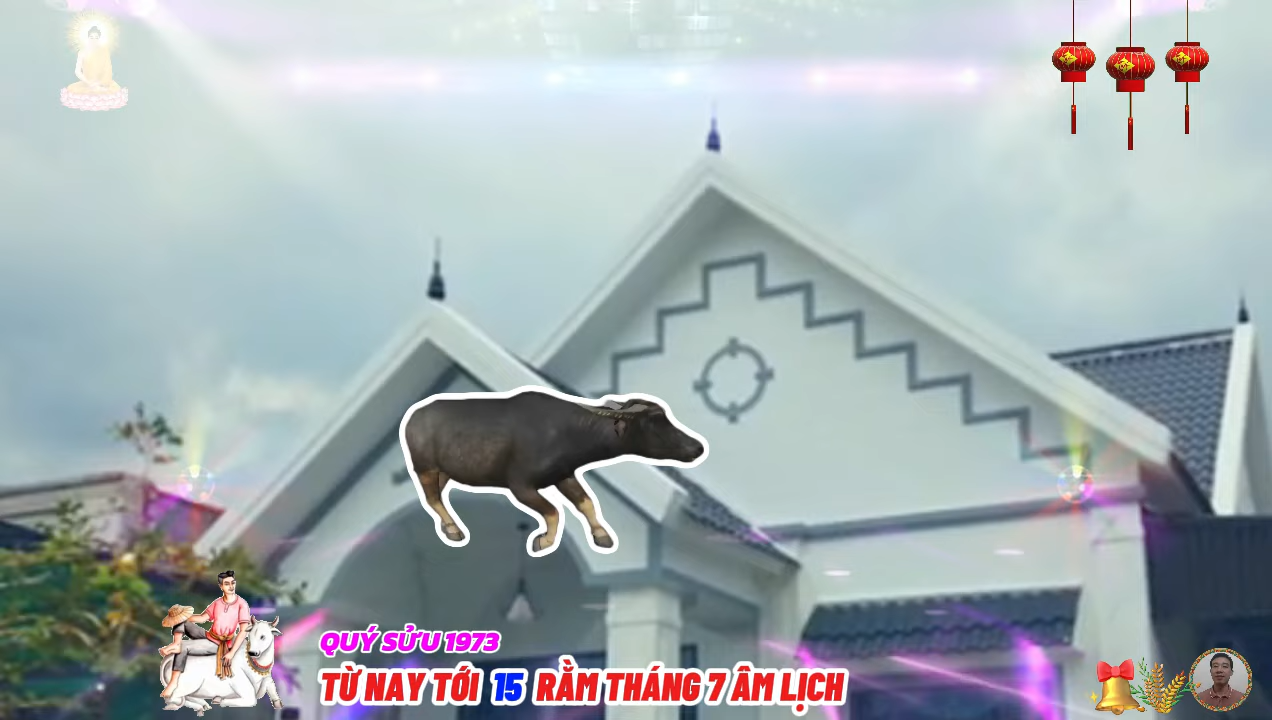 QUÝ SỬU 1973
TỪ NAY TỚI 15 RẰM THÁNG 7 ÂM LỊCH